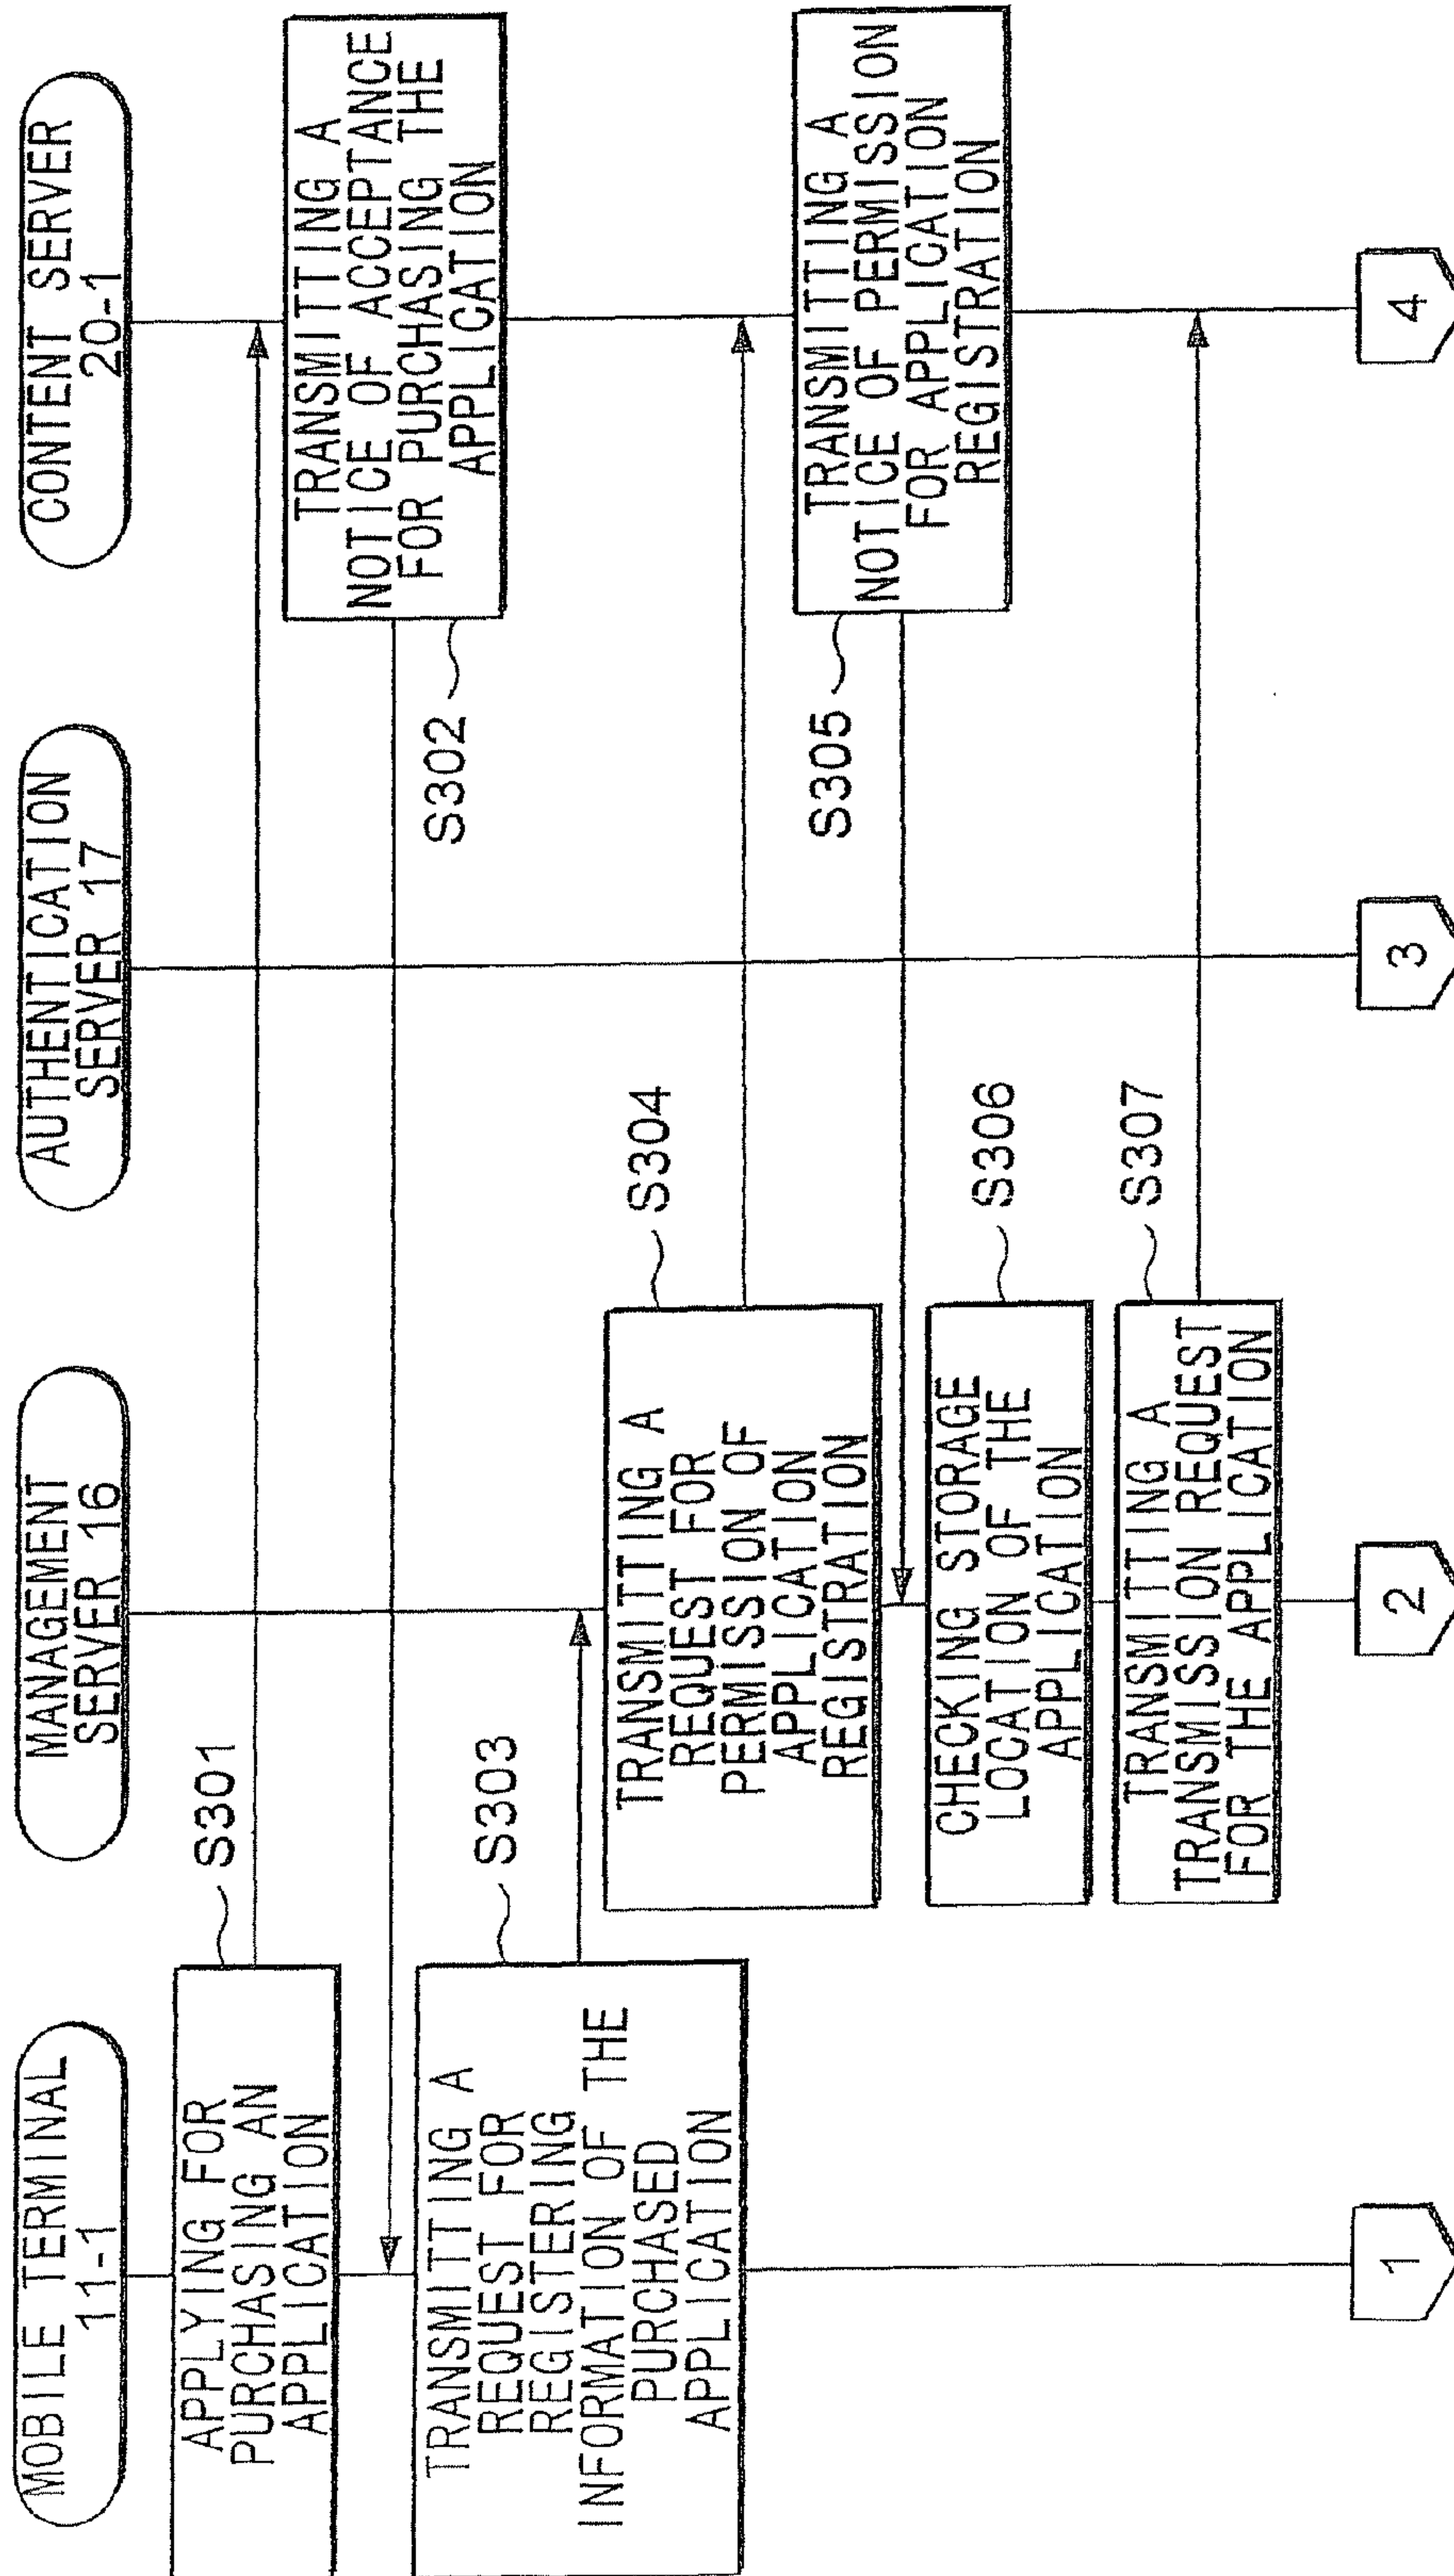 MOBILE TERMINAL
11-1
MANAGEMENT
SERVER 16
AUTHENTICATION
SERVER 17
CONTENT SERVER
20-1
APPLYING FOR
PURCHASING AN
APPLICATION
S301
TRANSMITTING A
NOTICE OF ACCEPTANCE
FOR PURCHASING THE
APPLICATION
S302
TRANSMITTING A
REQUEST FOR
REGISTERING
INFORMATION OF THE
PURCHASED
APPLICATION
S303
TRANSMITTING A
REQUEST FOR
PERMISSION OF
APPLICATION
REGISTRATION
S304
TRANSMITTING A
NOTICE OF PERMISSION
FOR APPLICATION
REGISTRATION
S305
CHECKING STORAGE
LOCATION OF THE
APPLICATION
S306
TRANSMITTING A
TRANSMISSION REQUEST
FOR THE APPLICATION
S307
1
2
3
4